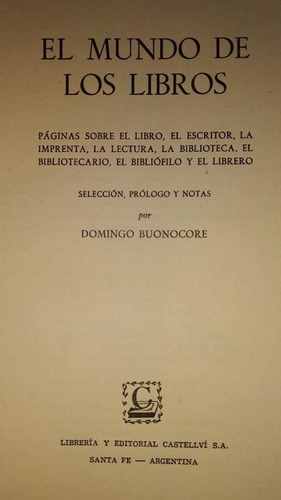 EL MUNDO DE
LOS LIBROS
PÁGINAS SOBRE EL LIBRO, EL ESCRITOR, LA
IMPRENTA, LA LECTURA, LA BIBLIOTECA, EL
BIBLIOTECARIO, EL BIBLIÓFILO Y EL LIBRERO
SELECCIÓN, PRÓLOGO Y NOTAS
por
DOMINGO BUONOCORE
LIBRERÍA Y EDITORIAL CASTELLVÍ S.A.
SANTA FE — ARGENTINA